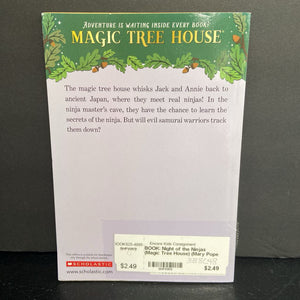 ADVENTURE IS WAITING INSIDE EVERY BOOK!
MAGIC TREE HOUSE
The magic tree house whisks Jack and Annie back to
ancient Japan, where they meet real ninjas! In the
ninja master's cave, they have the chance to learn the
secrets of the ninja. But will evil samurai warriors track
them down?
$2.49
Encore Kids Consignment
BOOK: Night of the Ninjas
(Magic Tree House) (Mary Pope
$2.49
SCHOLASTIC
www.scholastic.com